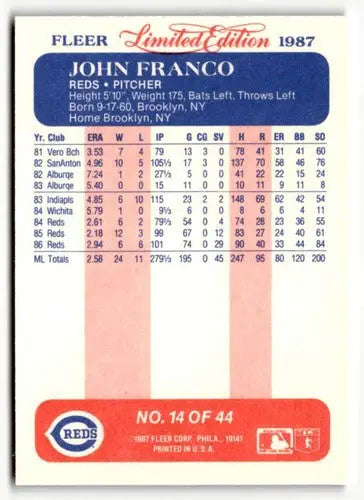 FLEER Limited Edition 1987
JOHN FRANCO
REDS • PITCHER
Height 5'10", Weight 175, Bats Left, Throws Left
Born 9-17-60, Brooklyn, NY
Home Brooklyn, NY
Yr. Club ERA W L IP G CG SV H R ER BB SO
81 Vero Bch 3.53 7 4 79 13 3 0 78 41 31 41 60
82 SanAnton 4.96 10 5 105⅓ 17 3 0 137 70 58 46 76
82 Alburqe 7.24 1 2 27⅓ 5 0 0 41 22 22 15 24
83 Alburqe 5.40 0 0 15 11 0 0 10 11 9 11 8
83 Indiapls 4.85 6 10 115 23 2 2 148 69 62 42 54
84 Wichita 5.79 1 0 9⅓ 6 0 0 8 6 6 4 11
84 Reds 2.61 6 2 79⅓ 54 0 4 74 28 23 36 55
85 Reds 2.18 12 3 99 67 0 12 83 27 24 40 61
86 Reds 2.94 6 6 101 74 0 29 90 40 33 44 84
ML Totals 2.58 24 11 279⅓ 195 0 45 247 95 80 120 200
REDS
NO. 14 OF 44
©1987 FLEER CORP. PHILA., 19141
PRINTED IN U.S.A.